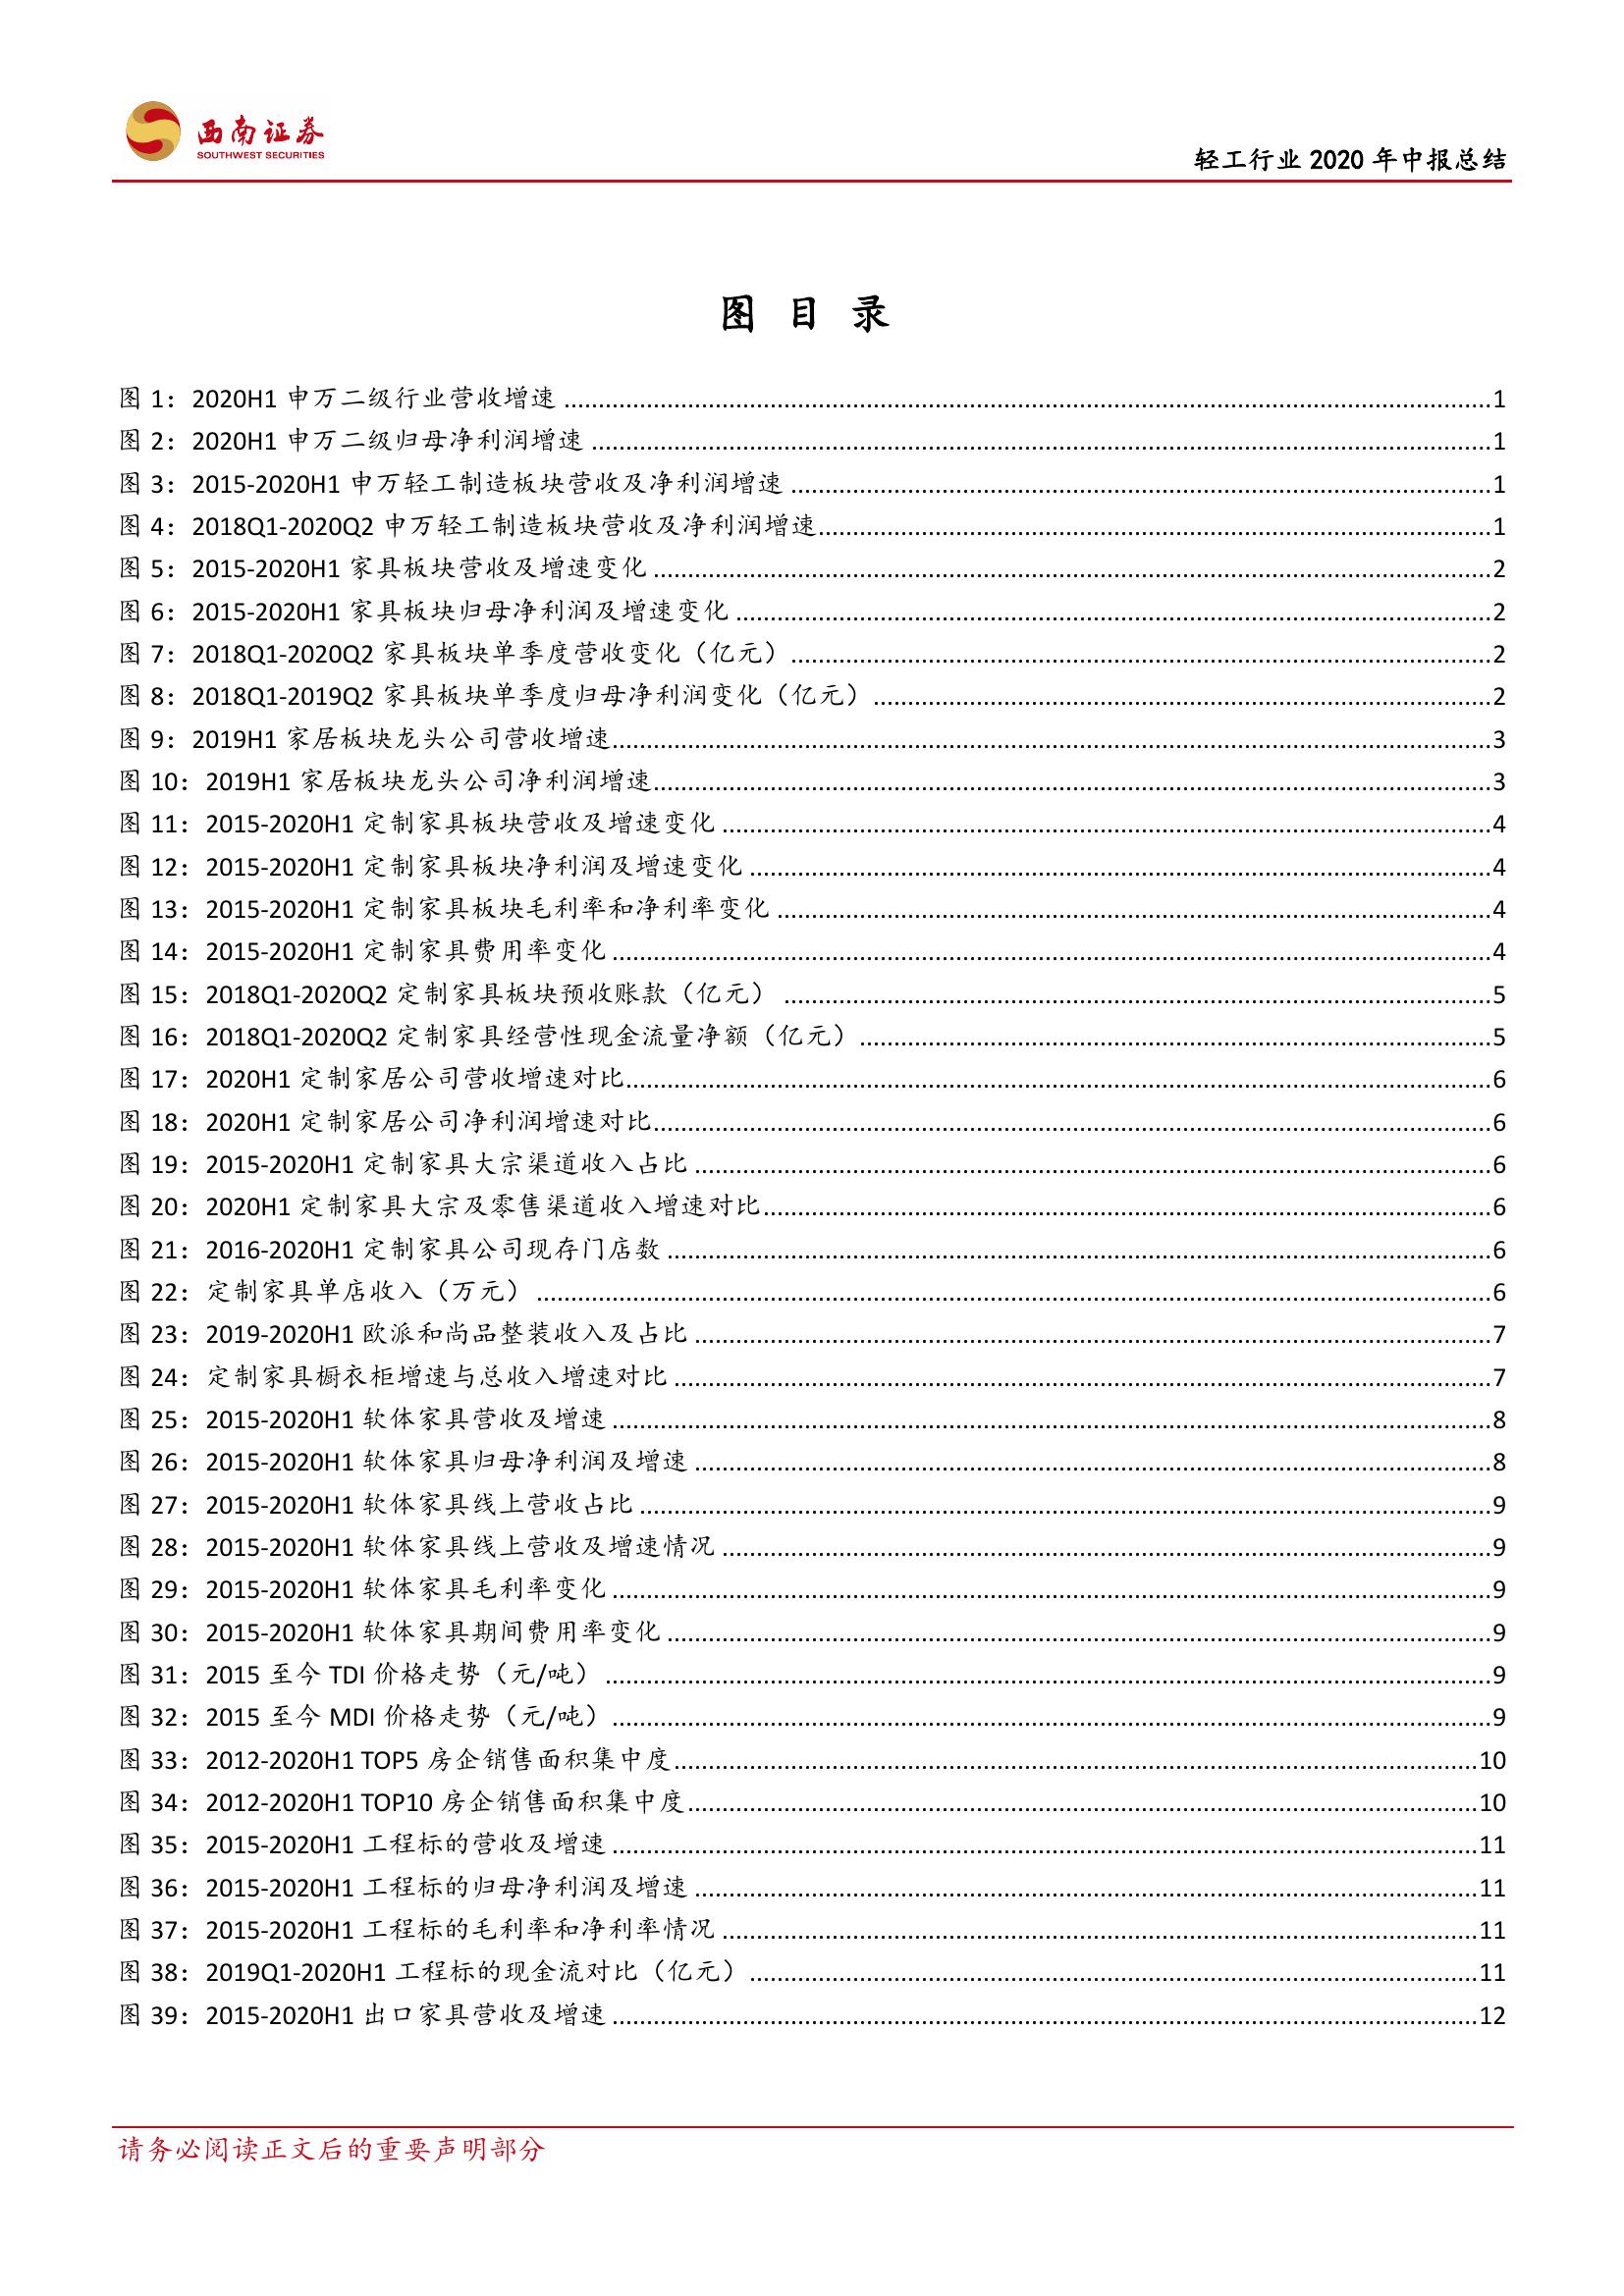 西南证券
SOUTHWEST SECURITIES
轻工行业 2020 年中报总结
图 目 录
图 1：2020H1 申万二级行业营收增速 ........ 1
图 2：2020H1 申万二级归母净利润增速 ........ 1
图 3：2015-2020H1 申万轻工制造板块营收及净利润增速 ........ 1
图 4：2018Q1-2020Q2 申万轻工制造板块营收及净利润增速 ........ 1
图 5：2015-2020H1 家具板块营收及增速变化 ........ 2
图 6：2015-2020H1 家具板块归母净利润及增速变化 ........ 2
图 7：2018Q1-2020Q2 家具板块单季度营收变化（亿元） ........ 2
图 8：2018Q1-2019Q2 家具板块单季度归母净利润变化（亿元） ........ 2
图 9：2019H1 家居板块龙头公司营收增速 ........ 3
图 10：2019H1 家居板块龙头公司净利润增速 ........ 3
图 11：2015-2020H1 定制家具板块营收及增速变化 ........ 4
图 12：2015-2020H1 定制家具板块净利润及增速变化 ........ 4
图 13：2015-2020H1 定制家具板块毛利率和净利率变化 ........ 4
图 14：2015-2020H1 定制家具费用率变化 ........ 4
图 15：2018Q1-2020Q2 定制家具板块预收账款（亿元） ........ 5
图 16：2018Q1-2020Q2 定制家具经营性现金流量净额（亿元） ........ 5
图 17：2020H1 定制家居公司营收增速对比 ........ 6
图 18：2020H1 定制家居公司净利润增速对比 ........ 6
图 19：2015-2020H1 定制家具大宗渠道收入占比 ........ 6
图 20：2020H1 定制家具大宗及零售渠道收入增速对比 ........ 6
图 21：2016-2020H1 定制家具公司现存门店数 ........ 6
图 22：定制家具单店收入（万元） ........ 6
图 23：2019-2020H1 欧派和尚品整装收入及占比 ........ 7
图 24：定制家具橱衣柜增速与总收入增速对比 ........ 7
图 25：2015-2020H1 软体家具营收及增速 ........ 8
图 26：2015-2020H1 软体家具归母净利润及增速 ........ 8
图 27：2015-2020H1 软体家具线上营收占比 ........ 9
图 28：2015-2020H1 软体家具线上营收及增速情况 ........ 9
图 29：2015-2020H1 软体家具毛利率变化 ........ 9
图 30：2015-2020H1 软体家具期间费用率变化 ........ 9
图 31：2015 至今 TDI 价格走势（元/吨） ........ 9
图 32：2015 至今 MDI 价格走势（元/吨） ........ 9
图 33：2012-2020H1 TOP5 房企销售面积集中度 ........ 10
图 34：2012-2020H1 TOP10 房企销售面积集中度 ........ 10
图 35：2015-2020H1 工程标的营收及增速 ........ 11
图 36：2015-2020H1 工程标的归母净利润及增速 ........ 11
图 37：2015-2020H1 工程标的毛利率和净利率情况 ........ 11
图 38：2019Q1-2020H1 工程标的现金流对比（亿元） ........ 11
图 39：2015-2020H1 出口家具营收及增速 ........ 12
请务必阅读正文后的重要声明部分